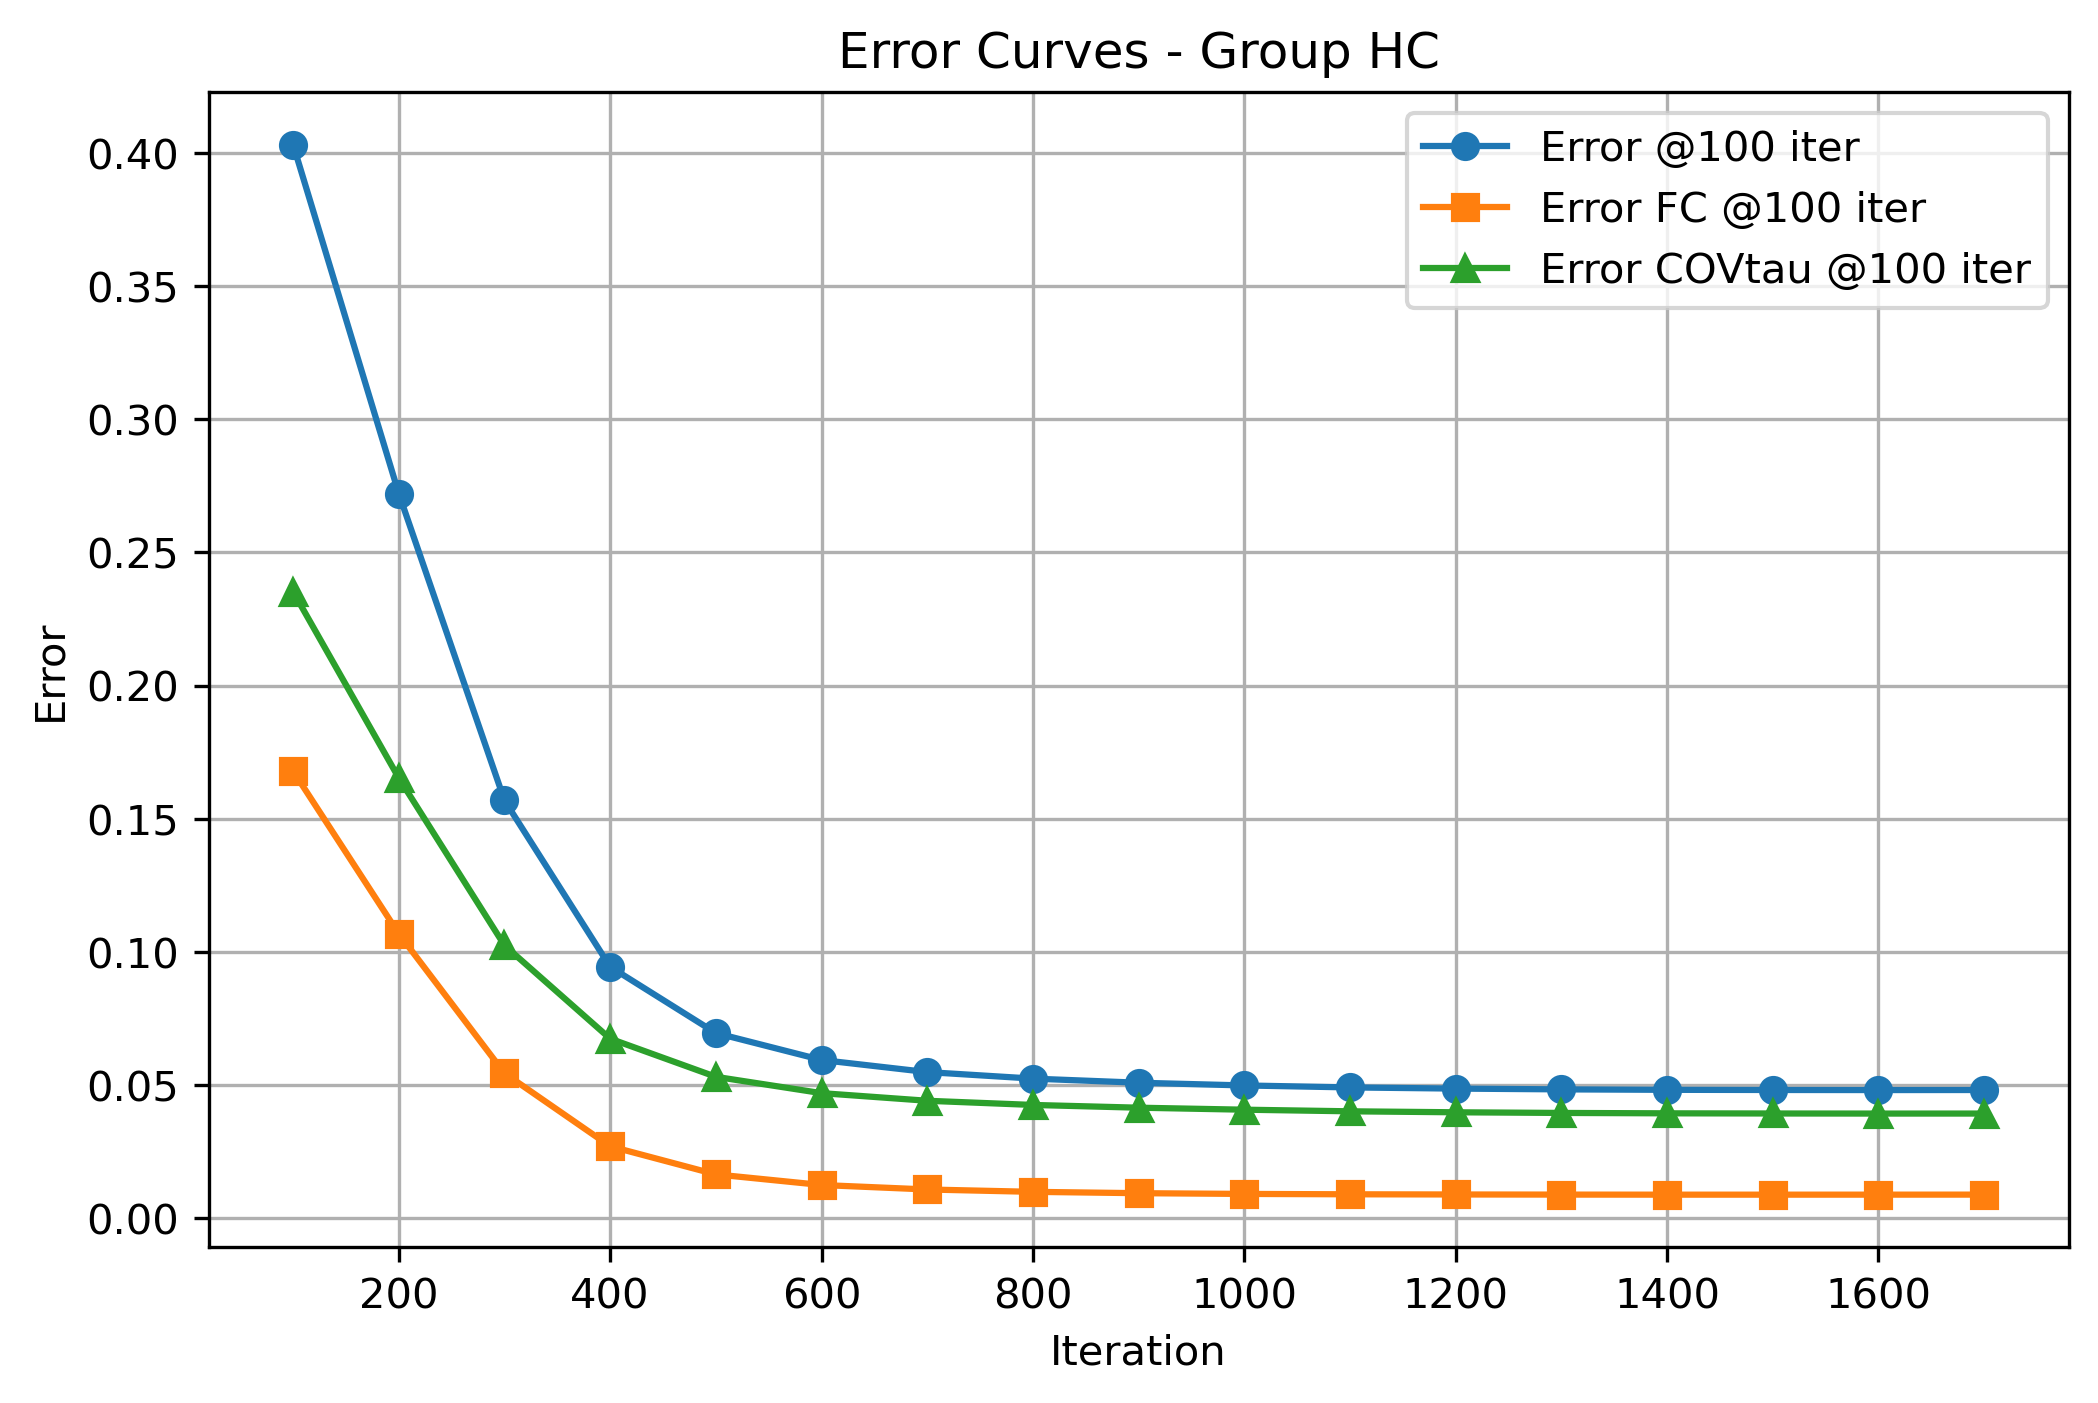 Error Curves - Group HC
Error @100 iter
Error FC @100 iter
Error COVtau @100 iter
0.40
0.35
0.30
0.25
0.20
0.15
0.10
0.05
0.00
Error
200 400 600 800 1000 1200 1400 1600
Iteration